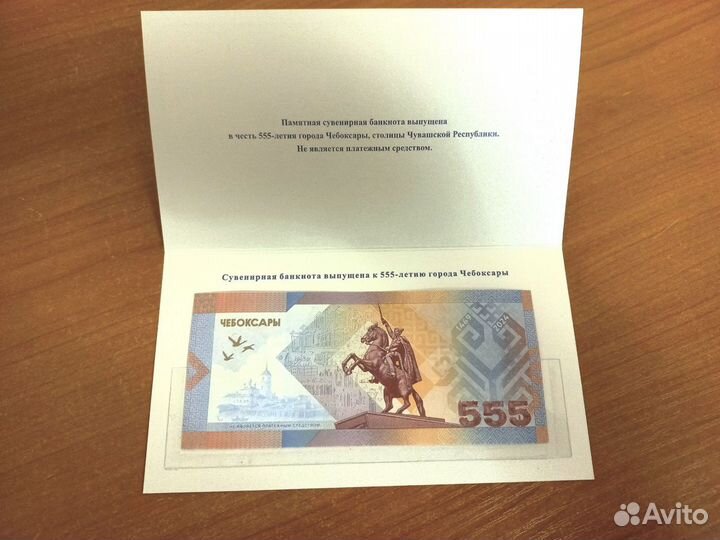 Памятная сувенирная банкнота выпущена
в честь 555-летия города Чебоксары, столицы Чувашской Республики.
Не является платежным средством.
Сувенирная банкнота выпущена к 555-летию города Чебоксары
ЧЕБОКСАРЫ
1469
2024
555
НЕ ЯВЛЯЕТСЯ ПЛАТЕЖНЫМ СРЕДСТВОМ
Avito